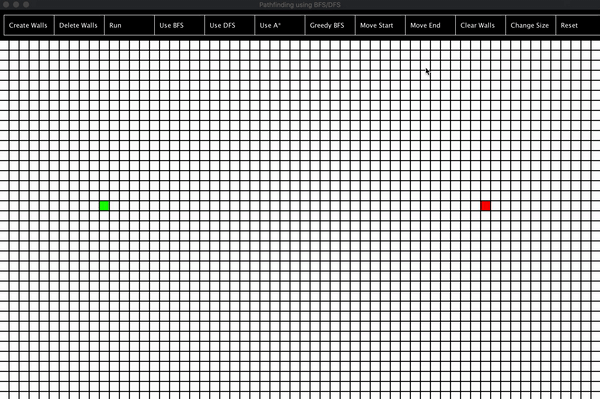 Pathfinding using BFS/DFS
Create Walls Delete Walls Run Use BFS Use DFS Use A* Greedy BFS Move Start Move End Clear Walls Change Size Reset